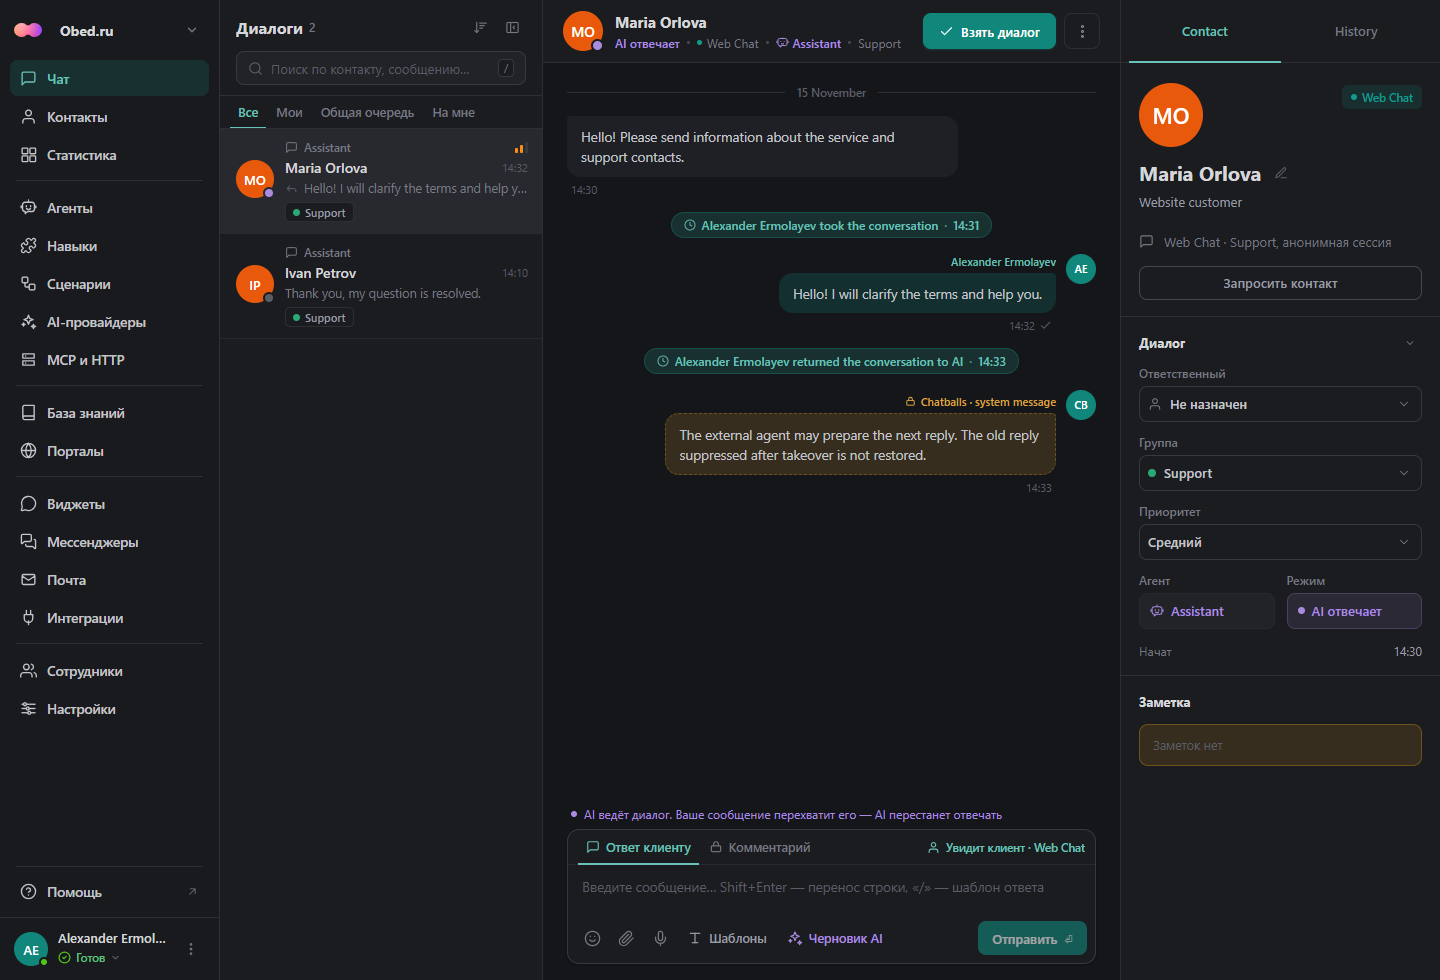 Obed.ru
Чат
Контакты
Статистика
Агенты
Навыки
Сценарии
AI-провайдеры
MCP и HTTP
База знаний
Порталы
Виджеты
Мессенджеры
Почта
Интеграции
Сотрудники
Настройки
Помощь
AE
Alexander Ermol...
Готов
Диалоги 2
Поиск по контакту, сообщению... /
Все Мои Общая очередь На мне
Assistant
MO
Maria Orlova 14:32
Hello! I will clarify the terms and help y...
Support
Assistant
IP
Ivan Petrov 14:10
Thank you, my question is resolved.
Support
MO
Maria Orlova
AI отвечает • Web Chat • Assistant • Support
Взять диалог
15 November
Hello! Please send information about the service and
support contacts.
14:30
Alexander Ermolayev took the conversation · 14:31
Alexander Ermolayev
AE
Hello! I will clarify the terms and help you.
14:32
Alexander Ermolayev returned the conversation to AI · 14:33
Chatballs · system message
CB
The external agent may prepare the next reply. The old reply
suppressed after takeover is not restored.
14:33
AI ведёт диалог. Ваше сообщение перехватит его — AI перестанет отвечать
Ответ клиенту Комментарий Увидит клиент · Web Chat
Введите сообщение... Shift+Enter — перенос строки, «/» — шаблон ответа
Шаблоны Черновик AI Отправить
Contact History
MO
Web Chat
Maria Orlova
Website customer
Web Chat · Support, анонимная сессия
Запросить контакт
Диалог
Ответственный
Не назначен
Группа
Support
Приоритет
Средний
Агент Режим
Assistant AI отвечает
Начат 14:30
Заметка
Заметок нет